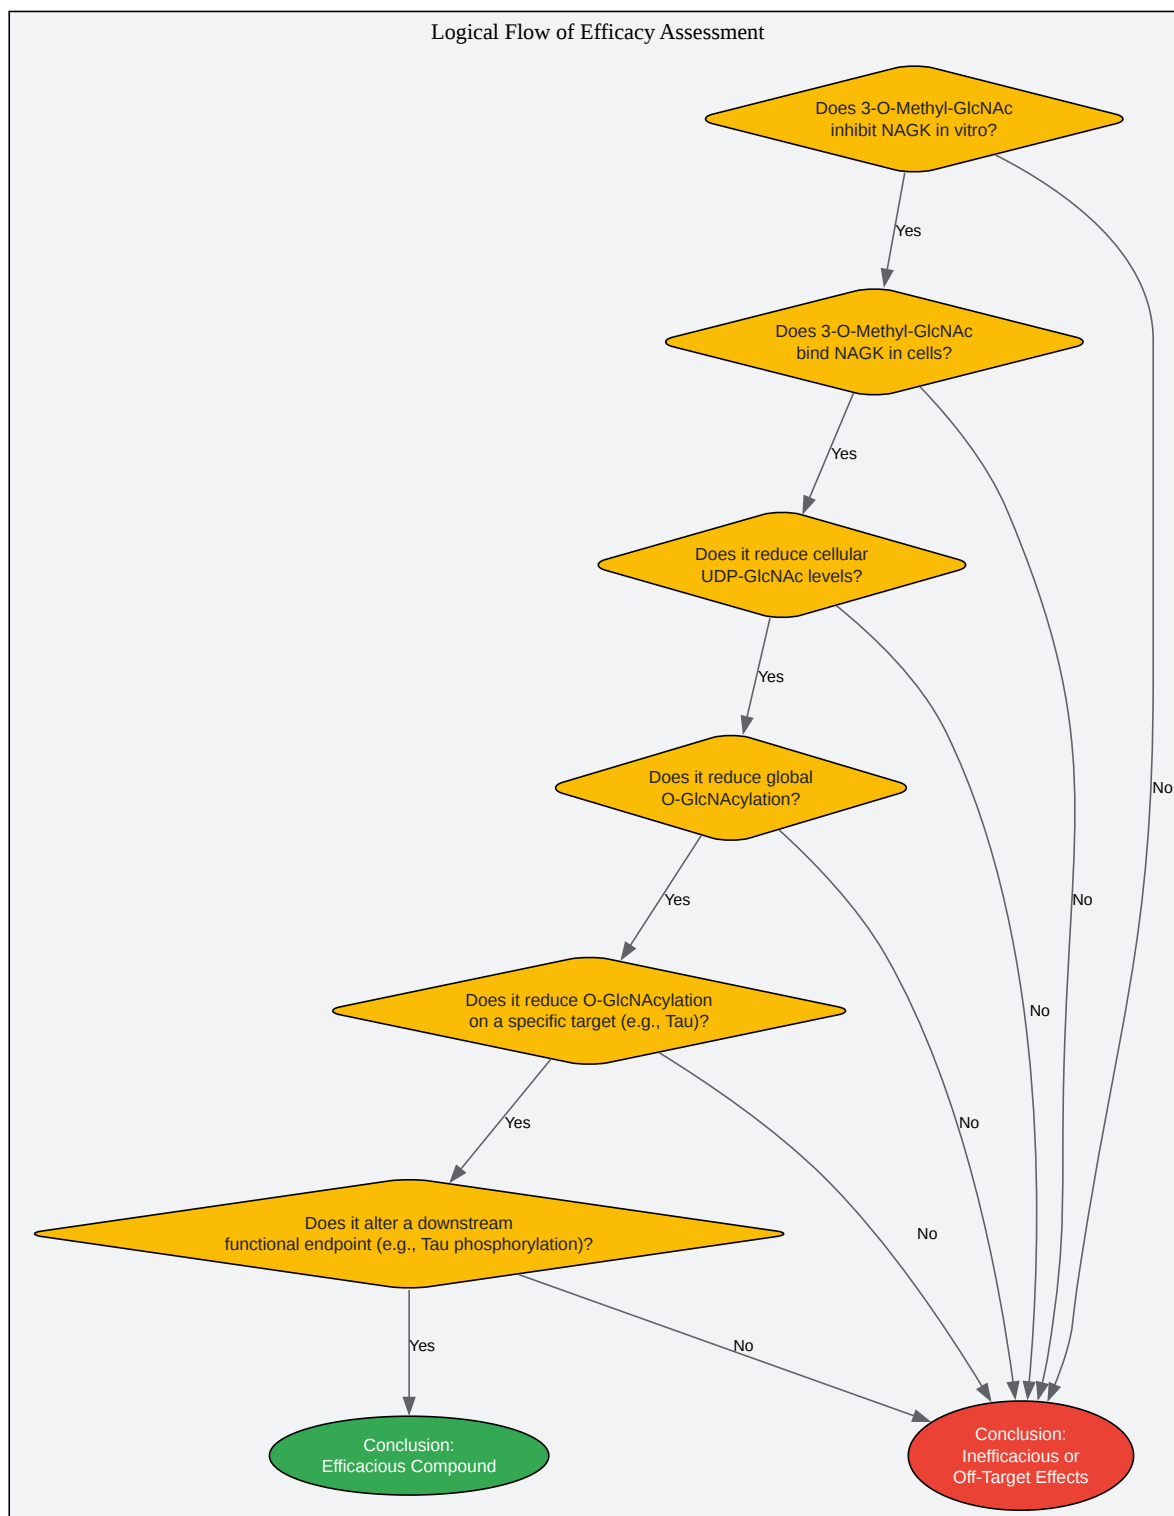 Logical Flow of Efficacy Assessment
Does 3-O-Methyl-GlcNAc
inhibit NAGK in vitro?
Yes
Does 3-O-Methyl-GlcNAc
bind NAGK in cells?
Yes
Does it reduce cellular
UDP-GlcNAc levels?
Yes
Does it reduce global
O-GlcNAcylation?
No
Yes
No
Does it reduce O-GlcNAcylation
on a specific target (e.g., Tau)?
No
Yes
No
Does it alter a downstream
functional endpoint (e.g., Tau phosphorylation)?
No
Yes
No
Conclusion:
Efficacious Compound
Conclusion:
Inefficacious or
Off-Target Effects